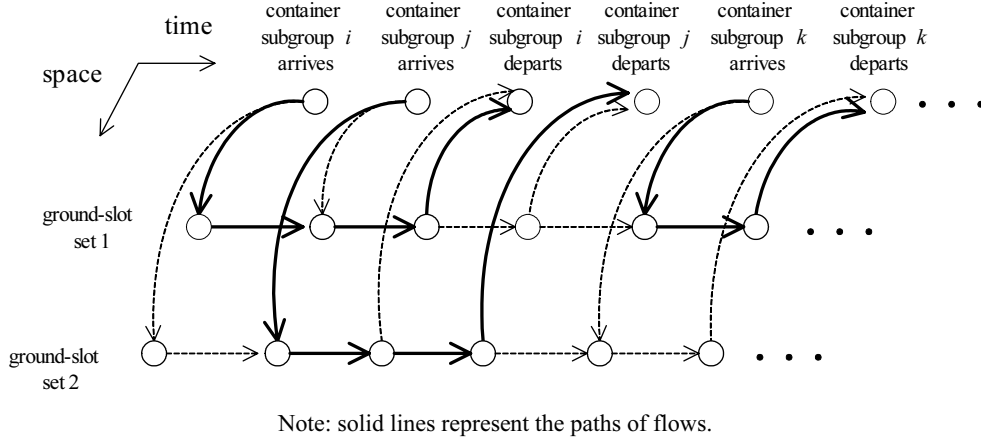 time
space
container subgroup i arrives
container subgroup j arrives
container subgroup i departs
container subgroup j departs
container subgroup k arrives
container subgroup k departs
ground-slot
set 1
ground-slot
set 2
Note: solid lines represent the paths of flows.